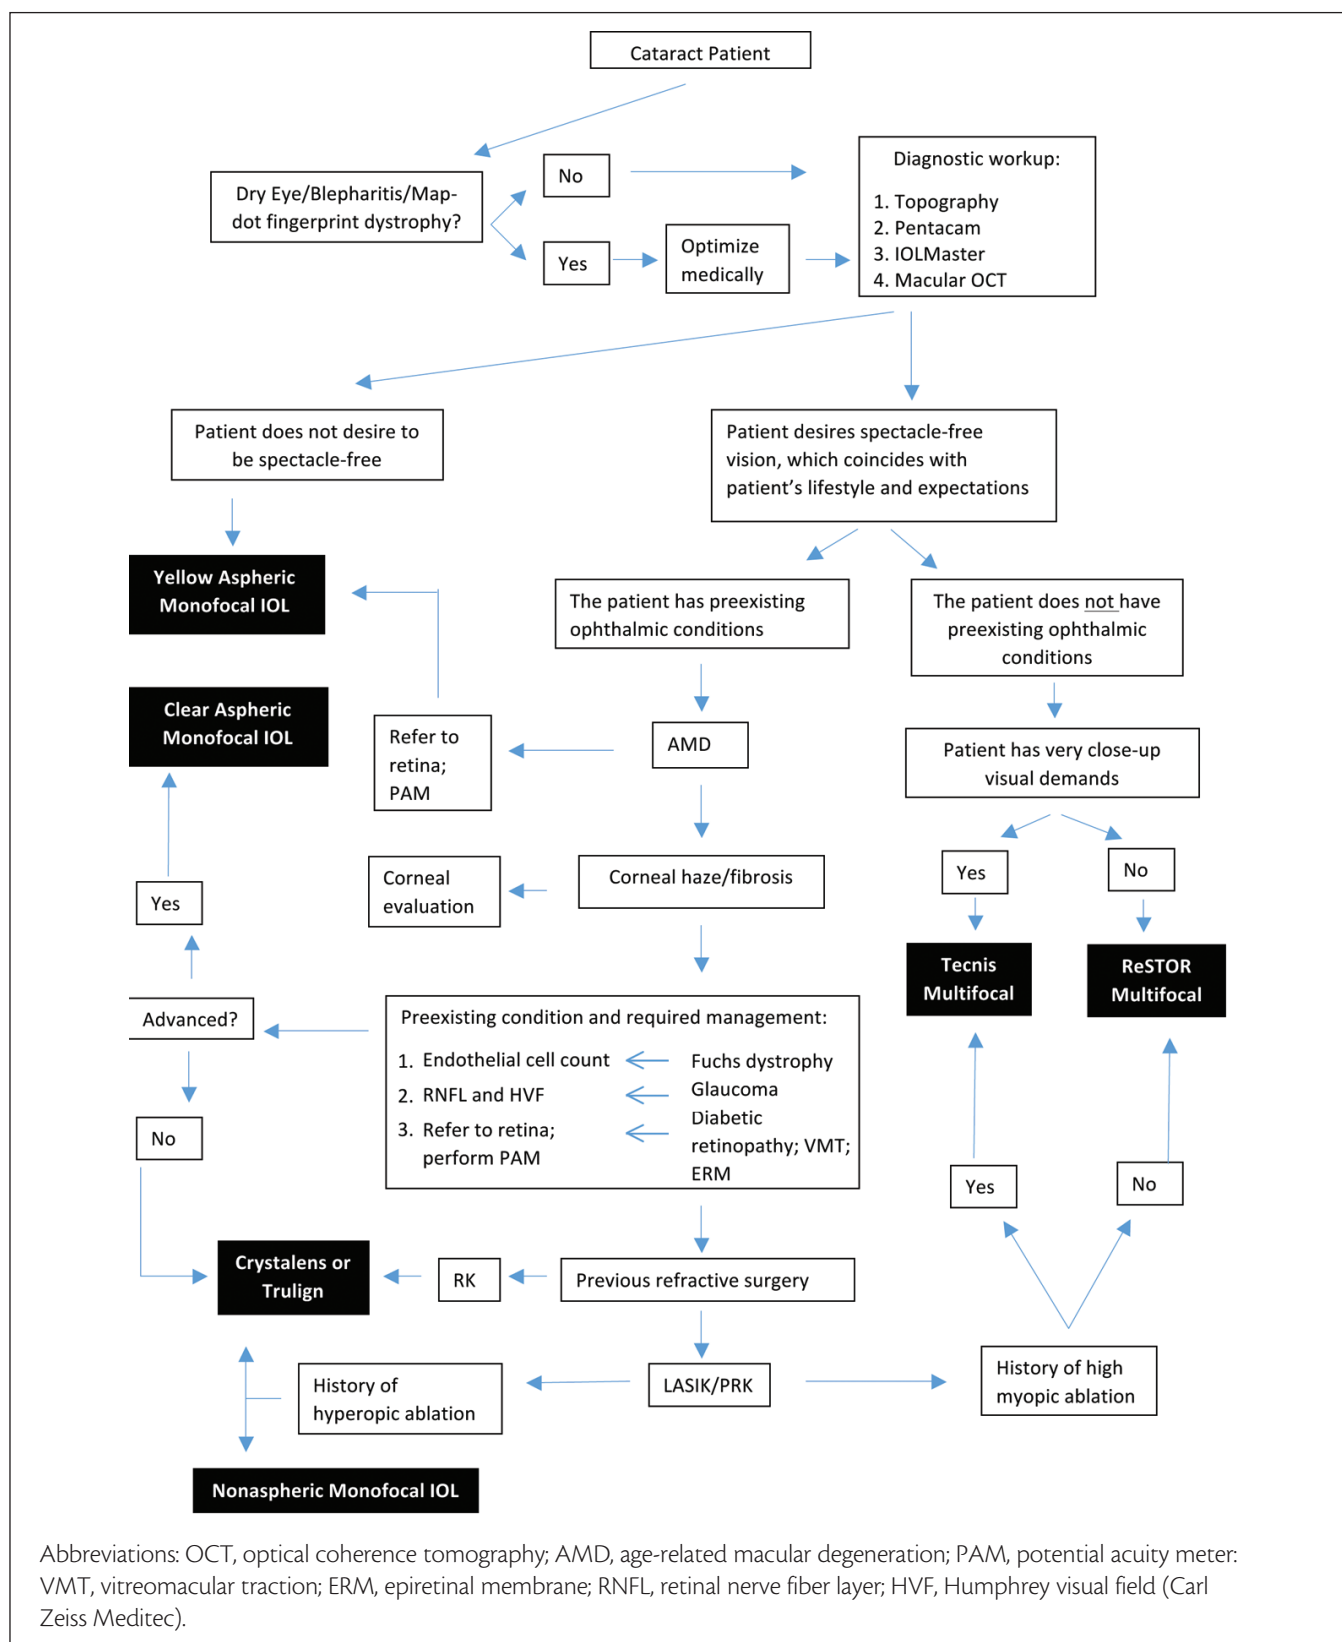 Cataract Patient
Dry Eye/Blepharitis/Map-
dot fingerprint dystrophy?
No
Yes
Optimize
medically
Diagnostic workup:
1. Topography
2. Pentacam
3. IOLMaster
4. Macular OCT
Patient does not desire to
be spectacle-free
Patient desires spectacle-free
vision, which coincides with
patient’s lifestyle and expectations
Yellow Aspheric
Monofocal IOL
The patient has preexisting
ophthalmic conditions
The patient does not have
preexisting ophthalmic
conditions
Clear Aspheric
Monofocal IOL
Refer to
retina;
PAM
AMD
Patient has very close-up
visual demands
Yes
Corneal
evaluation
Corneal haze/fibrosis
Yes
No
Tecnis
Multifocal
ReSTOR
Multifocal
Advanced?
Preexisting condition and required management:
1. Endothelial cell count
Fuchs dystrophy
2. RNFL and HVF
Glaucoma
3. Refer to retina;
perform PAM
Diabetic
retinopathy; VMT;
ERM
No
Yes
No
Crystalens or
Trulign
RK
Previous refractive surgery
History of
hyperopic ablation
LASIK/PRK
History of high
myopic ablation
Nonaspheric Monofocal IOL
Abbreviations: OCT, optical coherence tomography; AMD, age-related macular degeneration; PAM, potential acuity meter:
VMT, vitreomacular traction; ERM, epiretinal membrane; RNFL, retinal nerve fiber layer; HVF, Humphrey visual field (Carl
Zeiss Meditec).